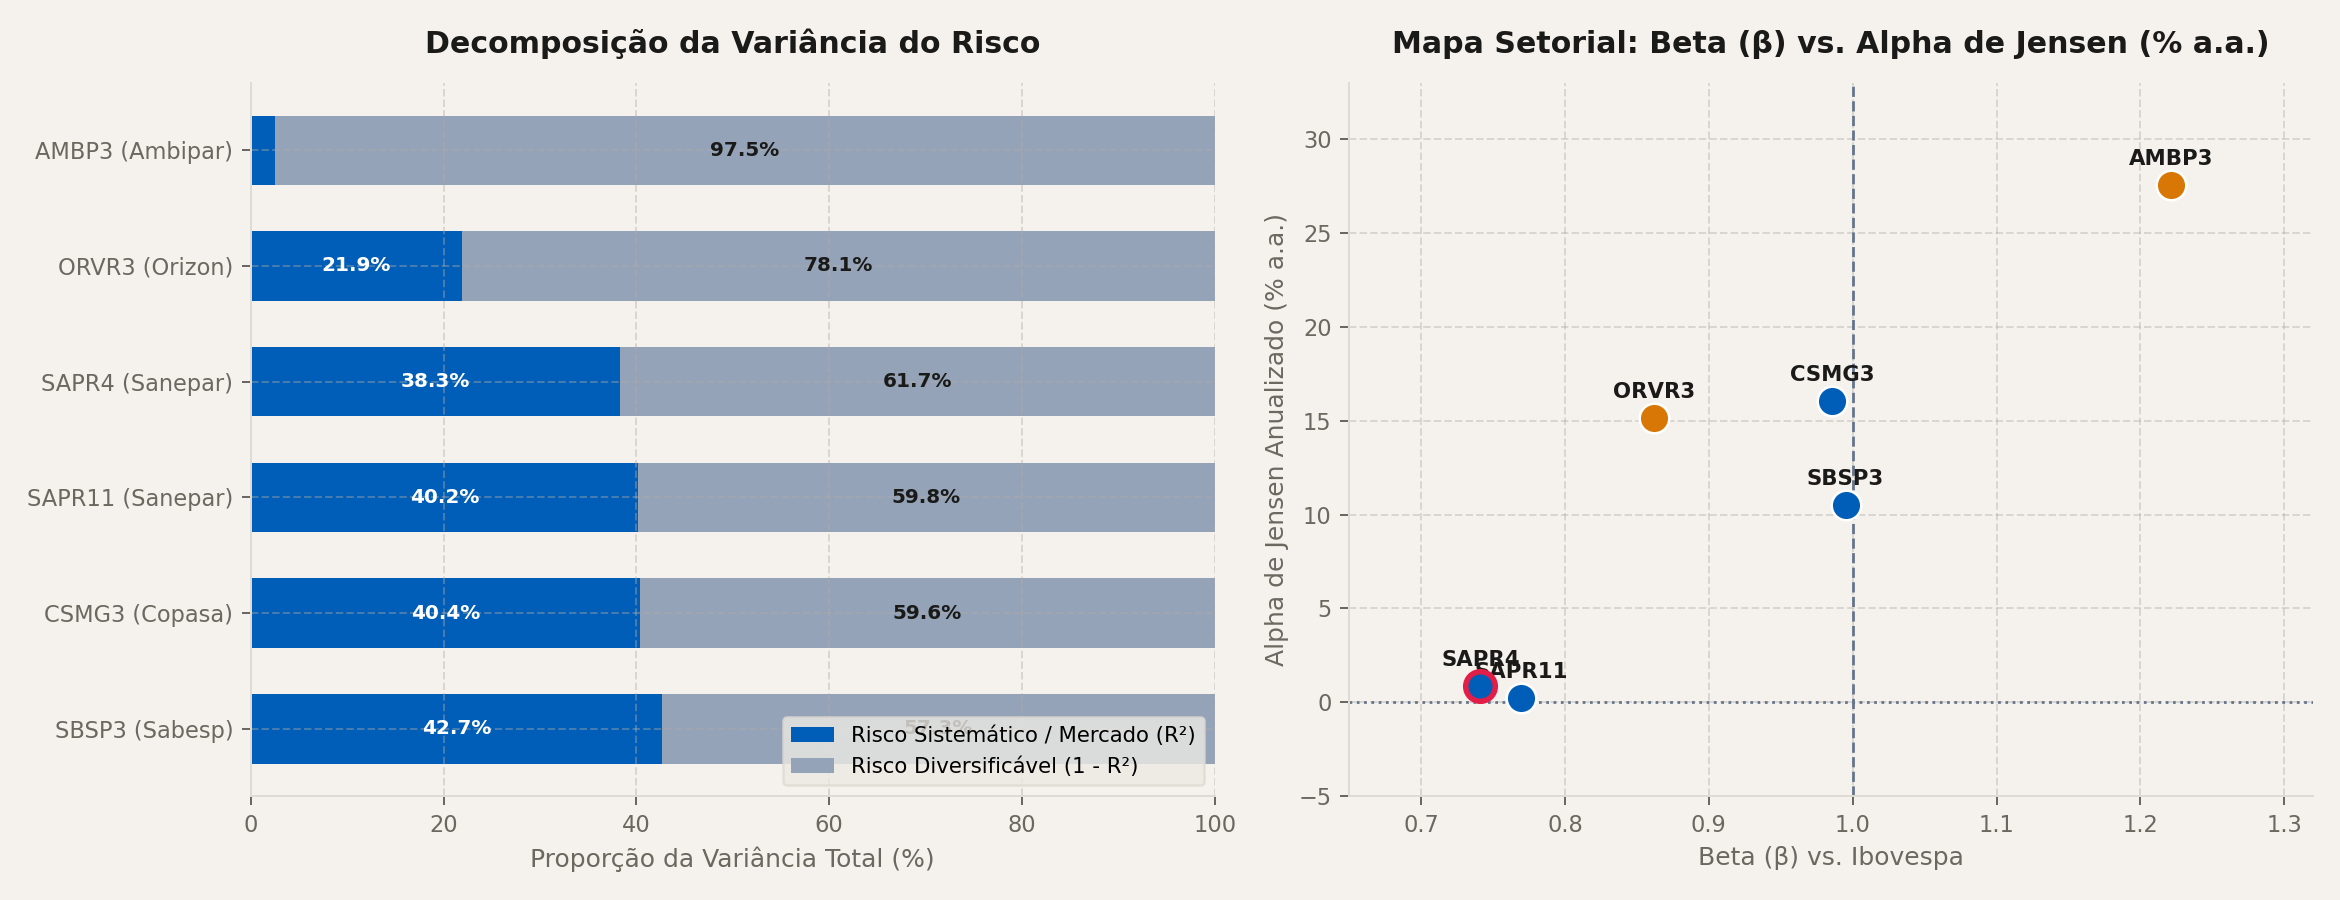 Decomposição da Variância do Risco
AMBP3 (Ambipar)
97.5%
ORVR3 (Orizon)
21.9%
78.1%
SAPR4 (Sanepar)
38.3%
61.7%
SAPR11 (Sanepar)
40.2%
59.8%
CSMG3 (Copasa)
40.4%
59.6%
SBSP3 (Sabesp)
42.7%
57.3%
Risco Sistemático / Mercado (R²)
Risco Diversificável (1 - R²)
0
20
40
60
80
100
Proporção da Variância Total (%)
Mapa Setorial: Beta (β) vs. Alpha de Jensen (% a.a.)
Alpha de Jensen Anualizado (% a.a.)
30
25
20
15
10
5
0
−5
AMBP3
CSMG3
ORVR3
SBSP3
SAPR4
SAPR11
0.7
0.8
0.9
1.0
1.1
1.2
1.3
Beta (β) vs. Ibovespa